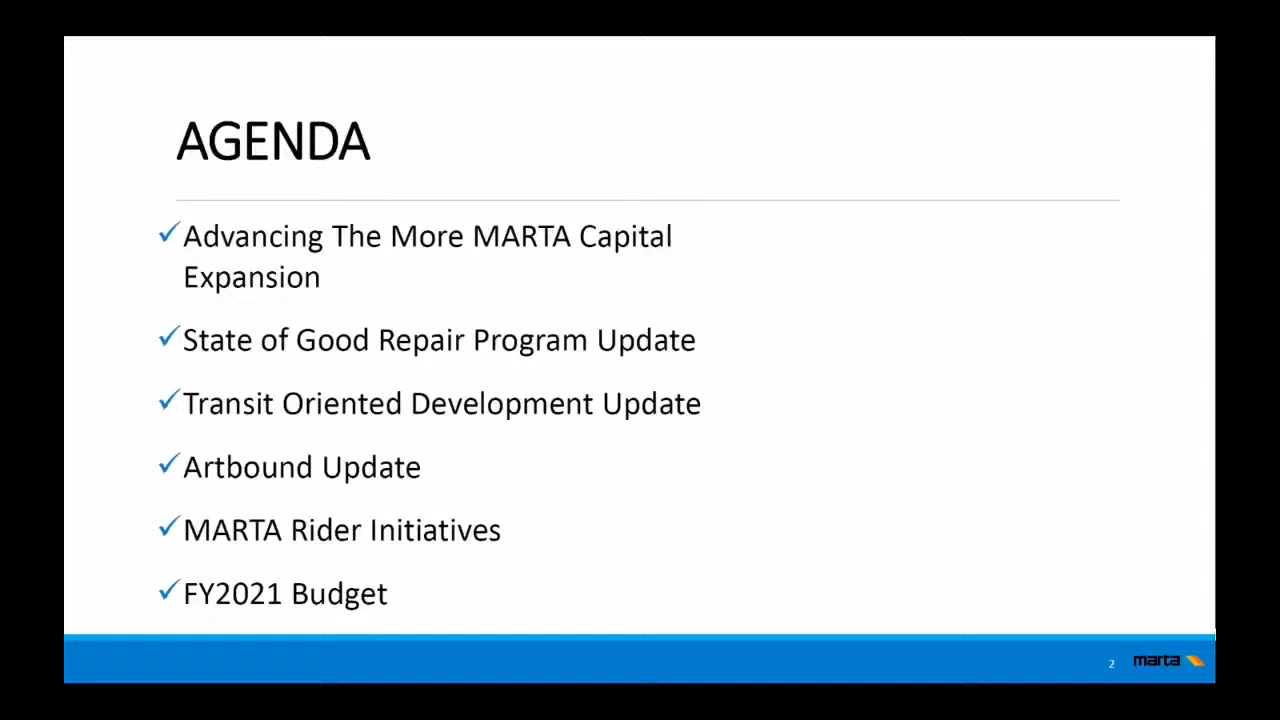 AGENDA
Advancing The More MARTA Capital
Expansion
State of Good Repair Program Update
Transit Oriented Development Update
Artbound Update
MARTA Rider Initiatives
FY2021 Budget
2
marta